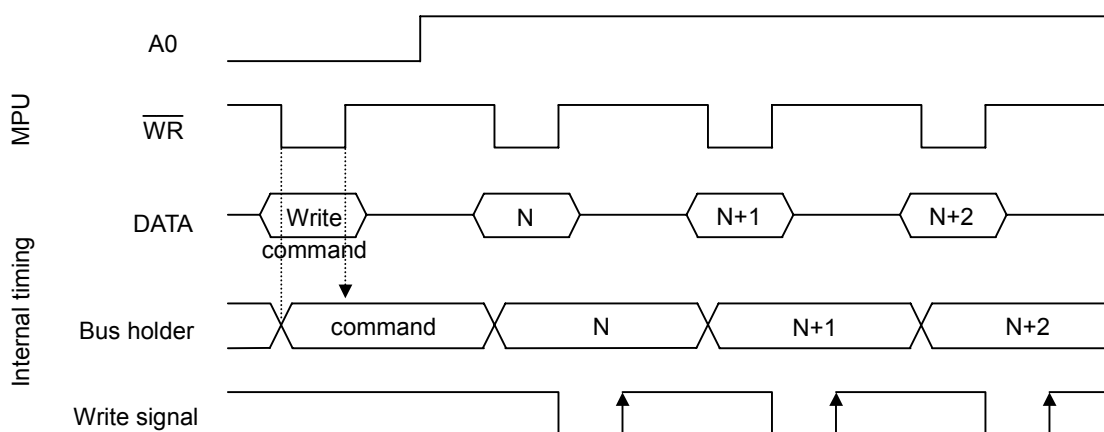 A0
MPU
WR
DATA
Write
command
N
N+1
N+2
Internal timing
Bus holder
command
N
N+1
N+2
Write signal